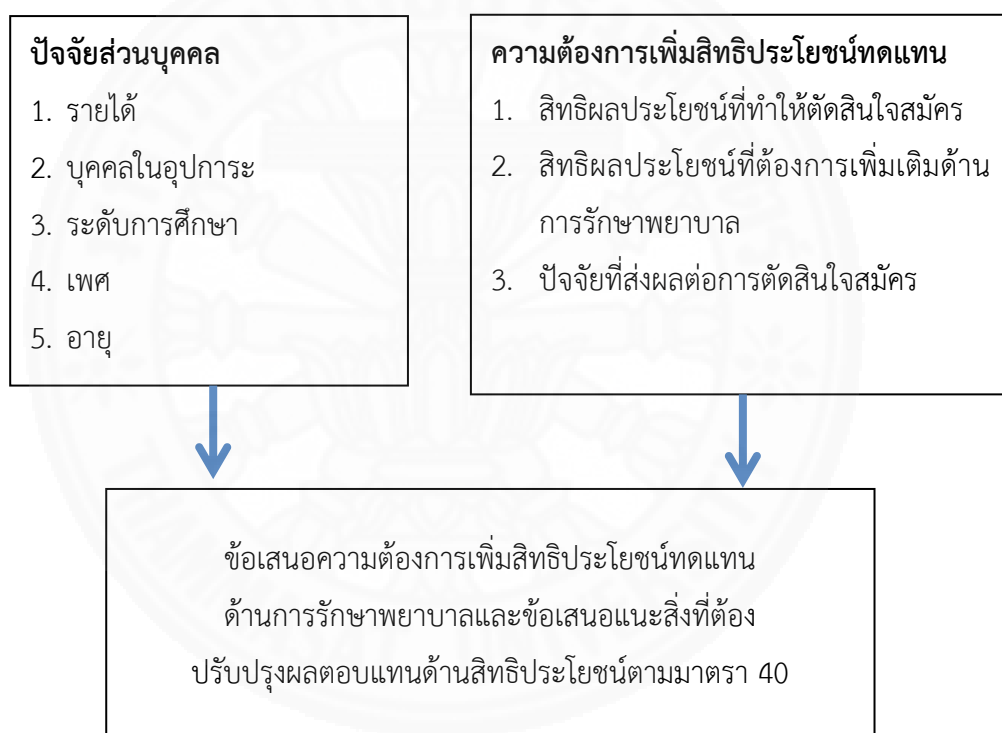 ปัจจัยส่วนบุคคล
1. รายได้
2. บุคคลในอุปการะ
3. ระดับการศึกษา
4. เพศ
5. อายุ
ความต้องการเพิ่มสิทธิประโยชน์ทดแทน
1. สิทธิผลประโยชน์ที่ทำให้ตัดสินใจสมัคร
2. สิทธิผลประโยชน์ที่ต้องการเพิ่มเติมด้าน
การรักษาพยาบาล
3. ปัจจัยที่ส่งผลต่อการตัดสินใจสมัคร
ข้อเสนอความต้องการเพิ่มสิทธิประโยชน์ทดแทน
ด้านการรักษาพยาบาลและข้อเสนอแนะสิ่งที่ต้อง
ปรับปรุงผลตอบแทนด้านสิทธิประโยชน์ตามมาตรา 40